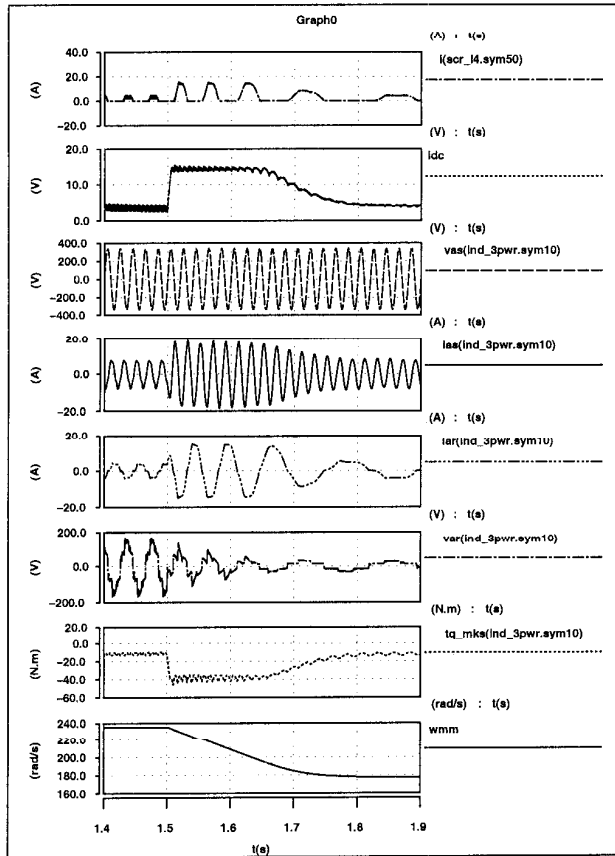 Graph0
(A) : t(s)
40.0
i(scr_l4.sym50)
(A)
20.0
0.0
−20.0
(V) : t(s)
20.0
idc
(V)
10.0
0.0
(V) : t(s)
400.0
vas(ind_3pwr.sym10)
200.0
(V)
0.0
−200.0
−400.0
(A) : t(s)
20.0
ias(ind_3pwr.sym10)
(A)
0.0
−20.0
(A) : t(s)
20.0
iar(ind_3pwr.sym10)
(A)
0.0
−20.0
(V) : t(s)
200.0
var(ind_3pwr.sym10)
(V)
0.0
−200.0
(N.m) : t(s)
20.0
tq_mks(ind_3pwr.sym10)
0.0
(N.m)
−20.0
−40.0
−60.0
(rad/s) : t(s)
240.0
wmm
220.0
(rad/s)
200.0
180.0
160.0
1.4 1.5 1.6 1.7 1.8 1.9
t(s)